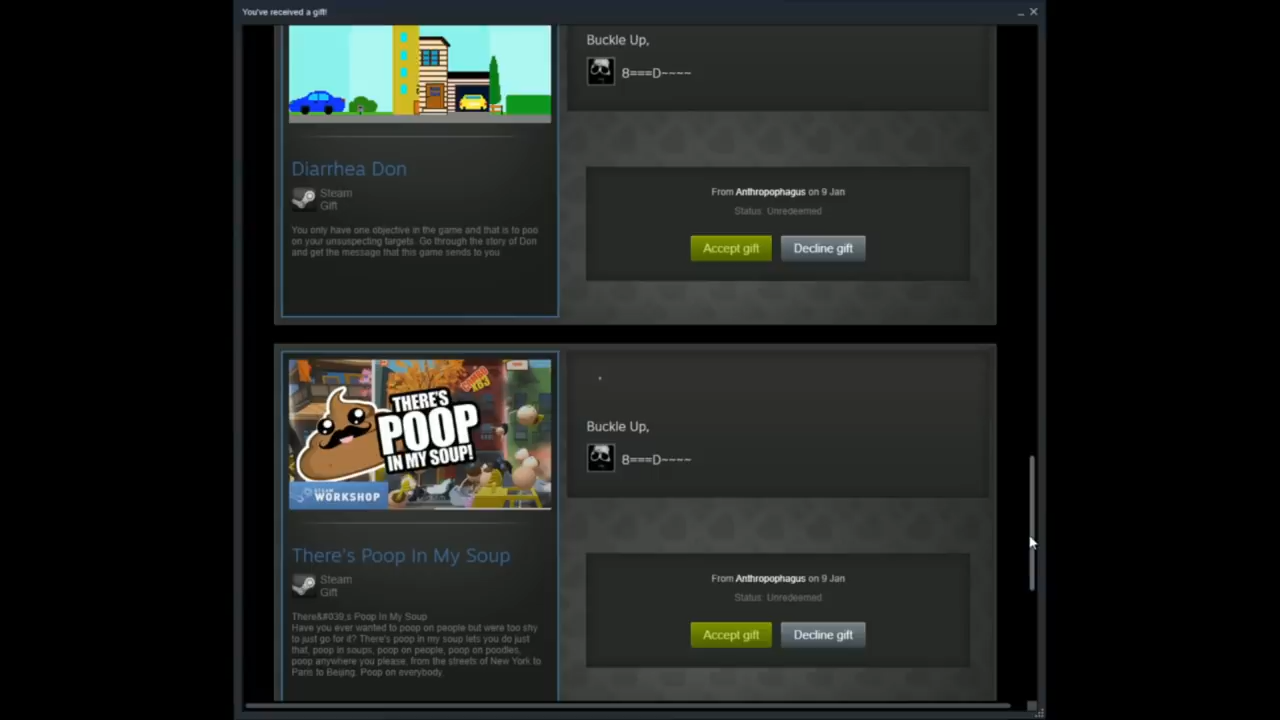 You've received a gift!
Buckle Up,
8===D~~~~
Diarrhea Don
Steam
Gift
You only have one objective in the game and that is to poo
on your unsuspecting targets. Go through the story of Don
and get the message that this game sends to you
From Anthropophagus on 9 Jan
Status: Unredeemed
Accept gift
Decline gift
THERE'S
POOP
IN MY SOUP!
STEAM
WORKSHOP
,
Buckle Up,
8===D~~~~
There's Poop In My Soup
Steam
Gift
There&#039;s Poop In My Soup
Have you ever wanted to poop on people but were too shy
to just go for it? There's poop in my soup lets you do just
that, poop in soups, poop on people, poop on poodles,
poop anywhere you please, from the streets of New York to
Paris to Beijing. Poop on everybody.
From Anthropophagus on 9 Jan
Status: Unredeemed
Accept gift
Decline gift